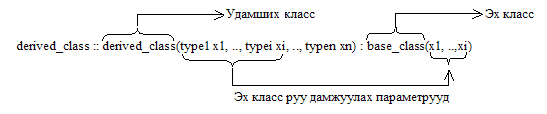 Удамших класс Эх класс
derived_class :: derived_class(type1 x1, .., typei xi, .., typen xn) : base_class(x1, ..,xi)
Эх класс руу дамжуулах параметрууд